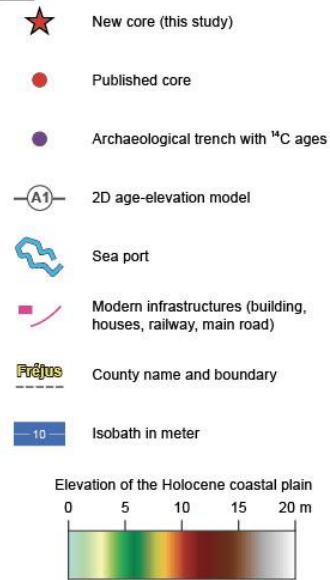 New core (this study)
Published core
Archaeological trench with ¹⁴C ages
A1 2D age-elevation model
Sea port
Modern infrastructures (building,
houses, railway, main road)
Fréjus County name and boundary
10 Isobath in meter
Elevation of the Holocene coastal plain
0 5 10 15 20 m